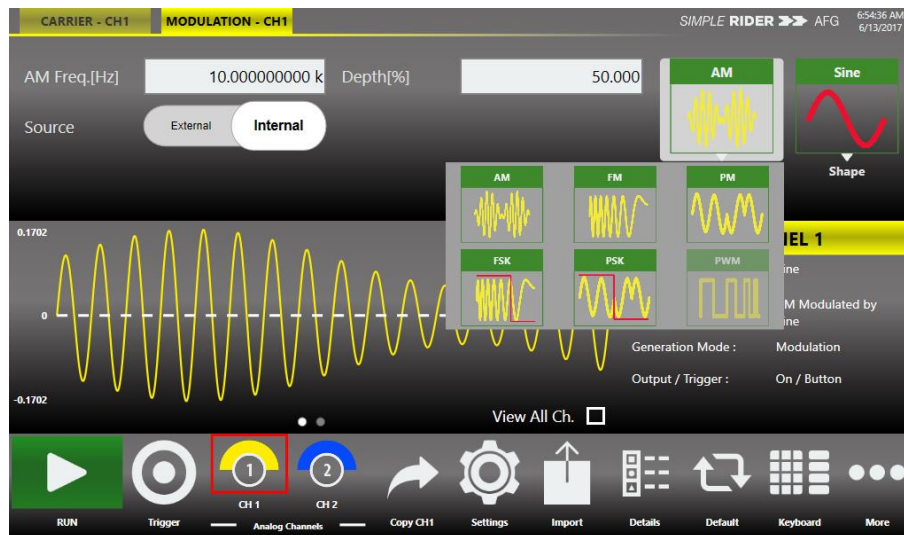 CARRIER - CH1
MODULATION - CH1
SIMPLE RIDER AFG
6:54:36 AM
6/13/2017
AM Freq.[Hz]
10.000000000 k
Depth[%]
50.000
AM
Sine
Source
External
Internal
Shape
AM
FM
PM
FSK
PSK
PWM
0.1702
0
-0.1702
IEL 1
ine
M Modulated by
ine
Generation Mode :
Modulation
Output / Trigger :
On / Button
View All Ch.
1
2
CH 1
CH 2
RUN
Trigger
Analog Channels
Copy CH1
Settings
Import
Details
Default
Keyboard
More